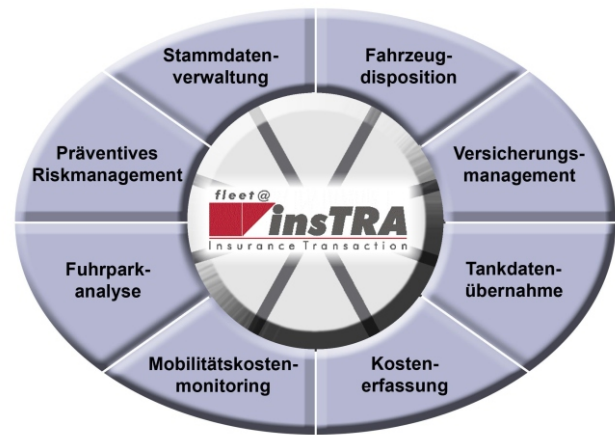 Stammdaten-
verwaltung
Fahrzeug-
disposition
Präventives
Riskmanagement
Versicherungs-
management
fleet@
insTRA
Insurance Transaction
Fuhrpark-
analyse
Tankdaten-
übernahme
Mobilitätskosten-
monitoring
Kosten-
erfassung